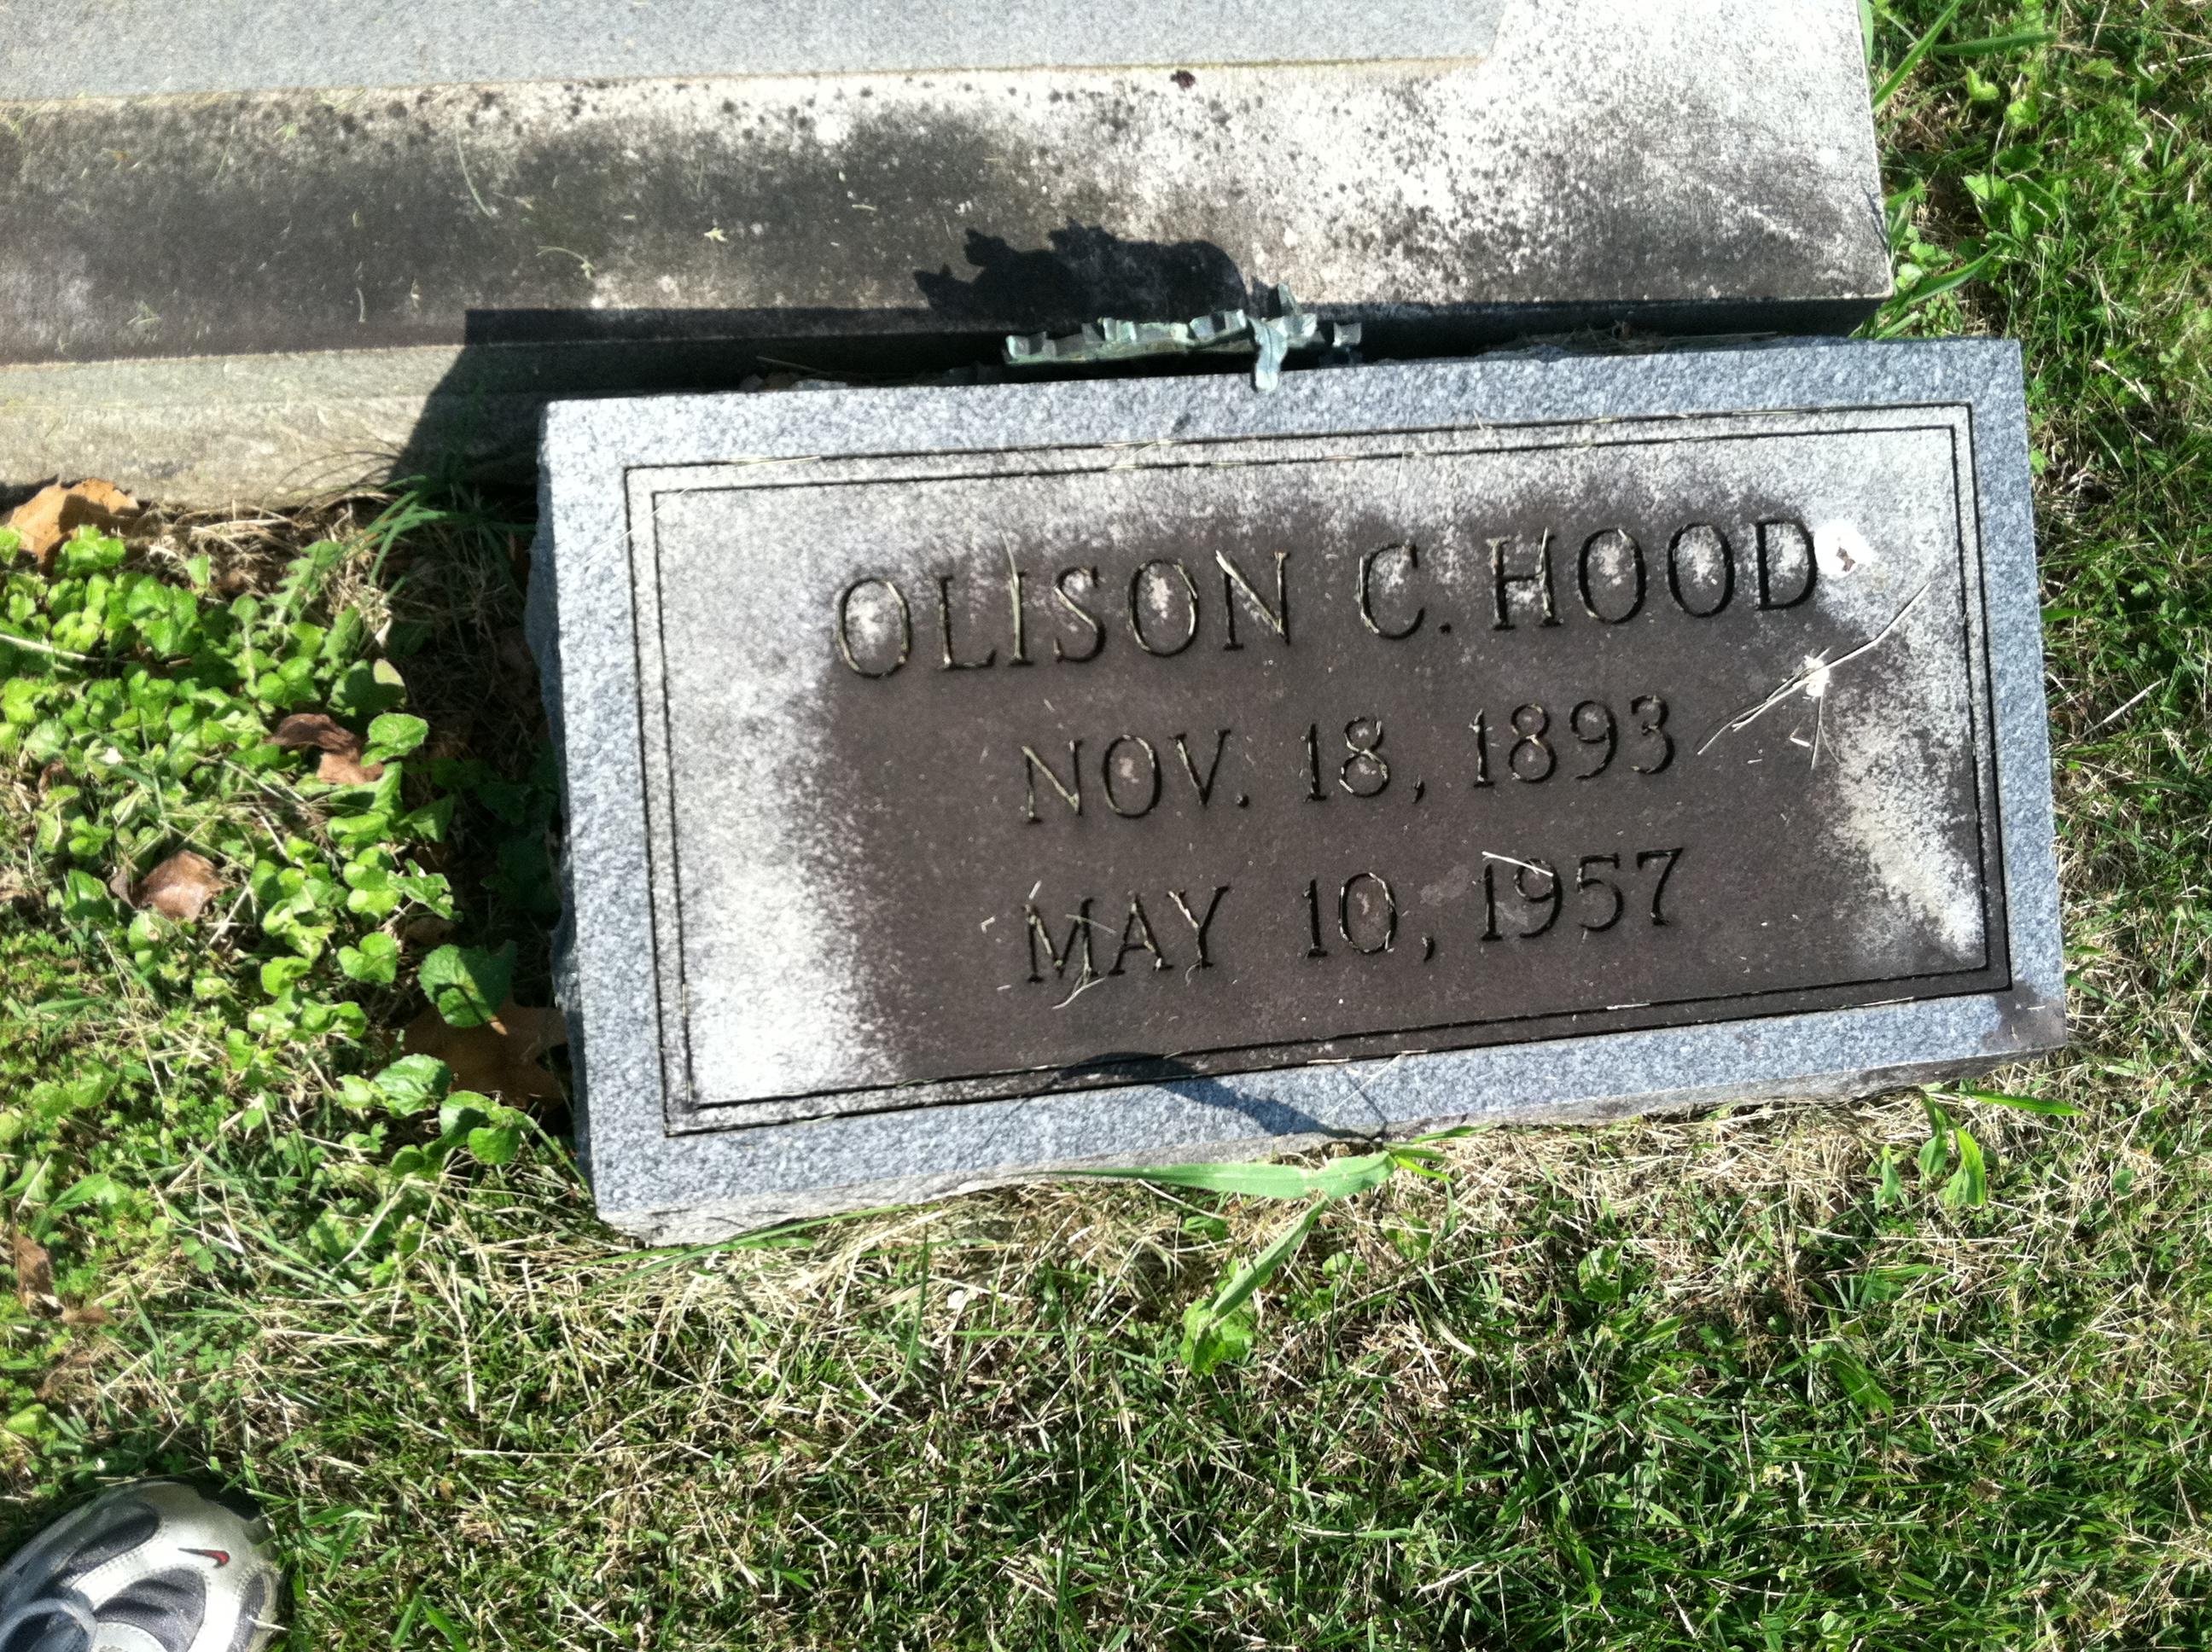 OLISON C. HOOD
NOV. 18, 1893
MAY 10, 1957